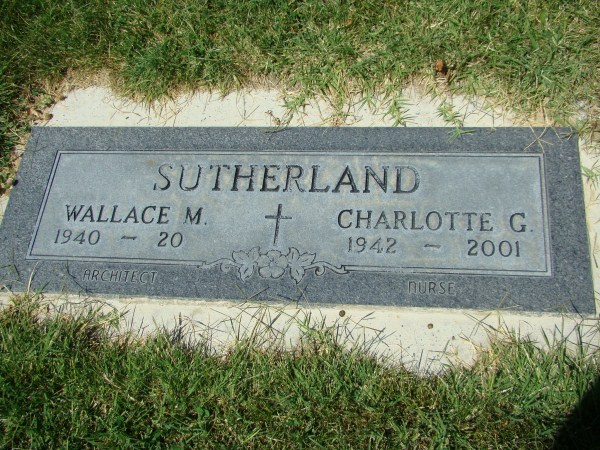 SUTHERLAND
WALLACE M. CHARLOTTE G.
1940 - 20 1942 - 2001
ARCHITECT NURSE